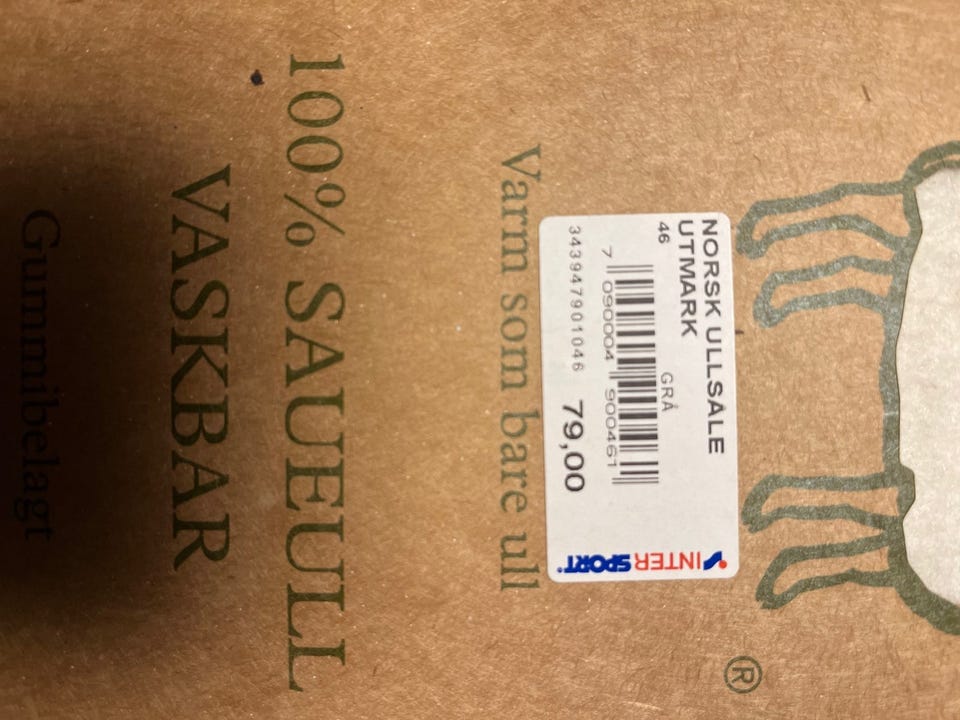 ®
NORSK ULLSÅLE
UTMARK
46
GRÅ
7 090004 900461
343947901046 79,00
INTERSPORT
Varm som bare ull
100% SAUEULL
VASKBAR
Gummibelagt